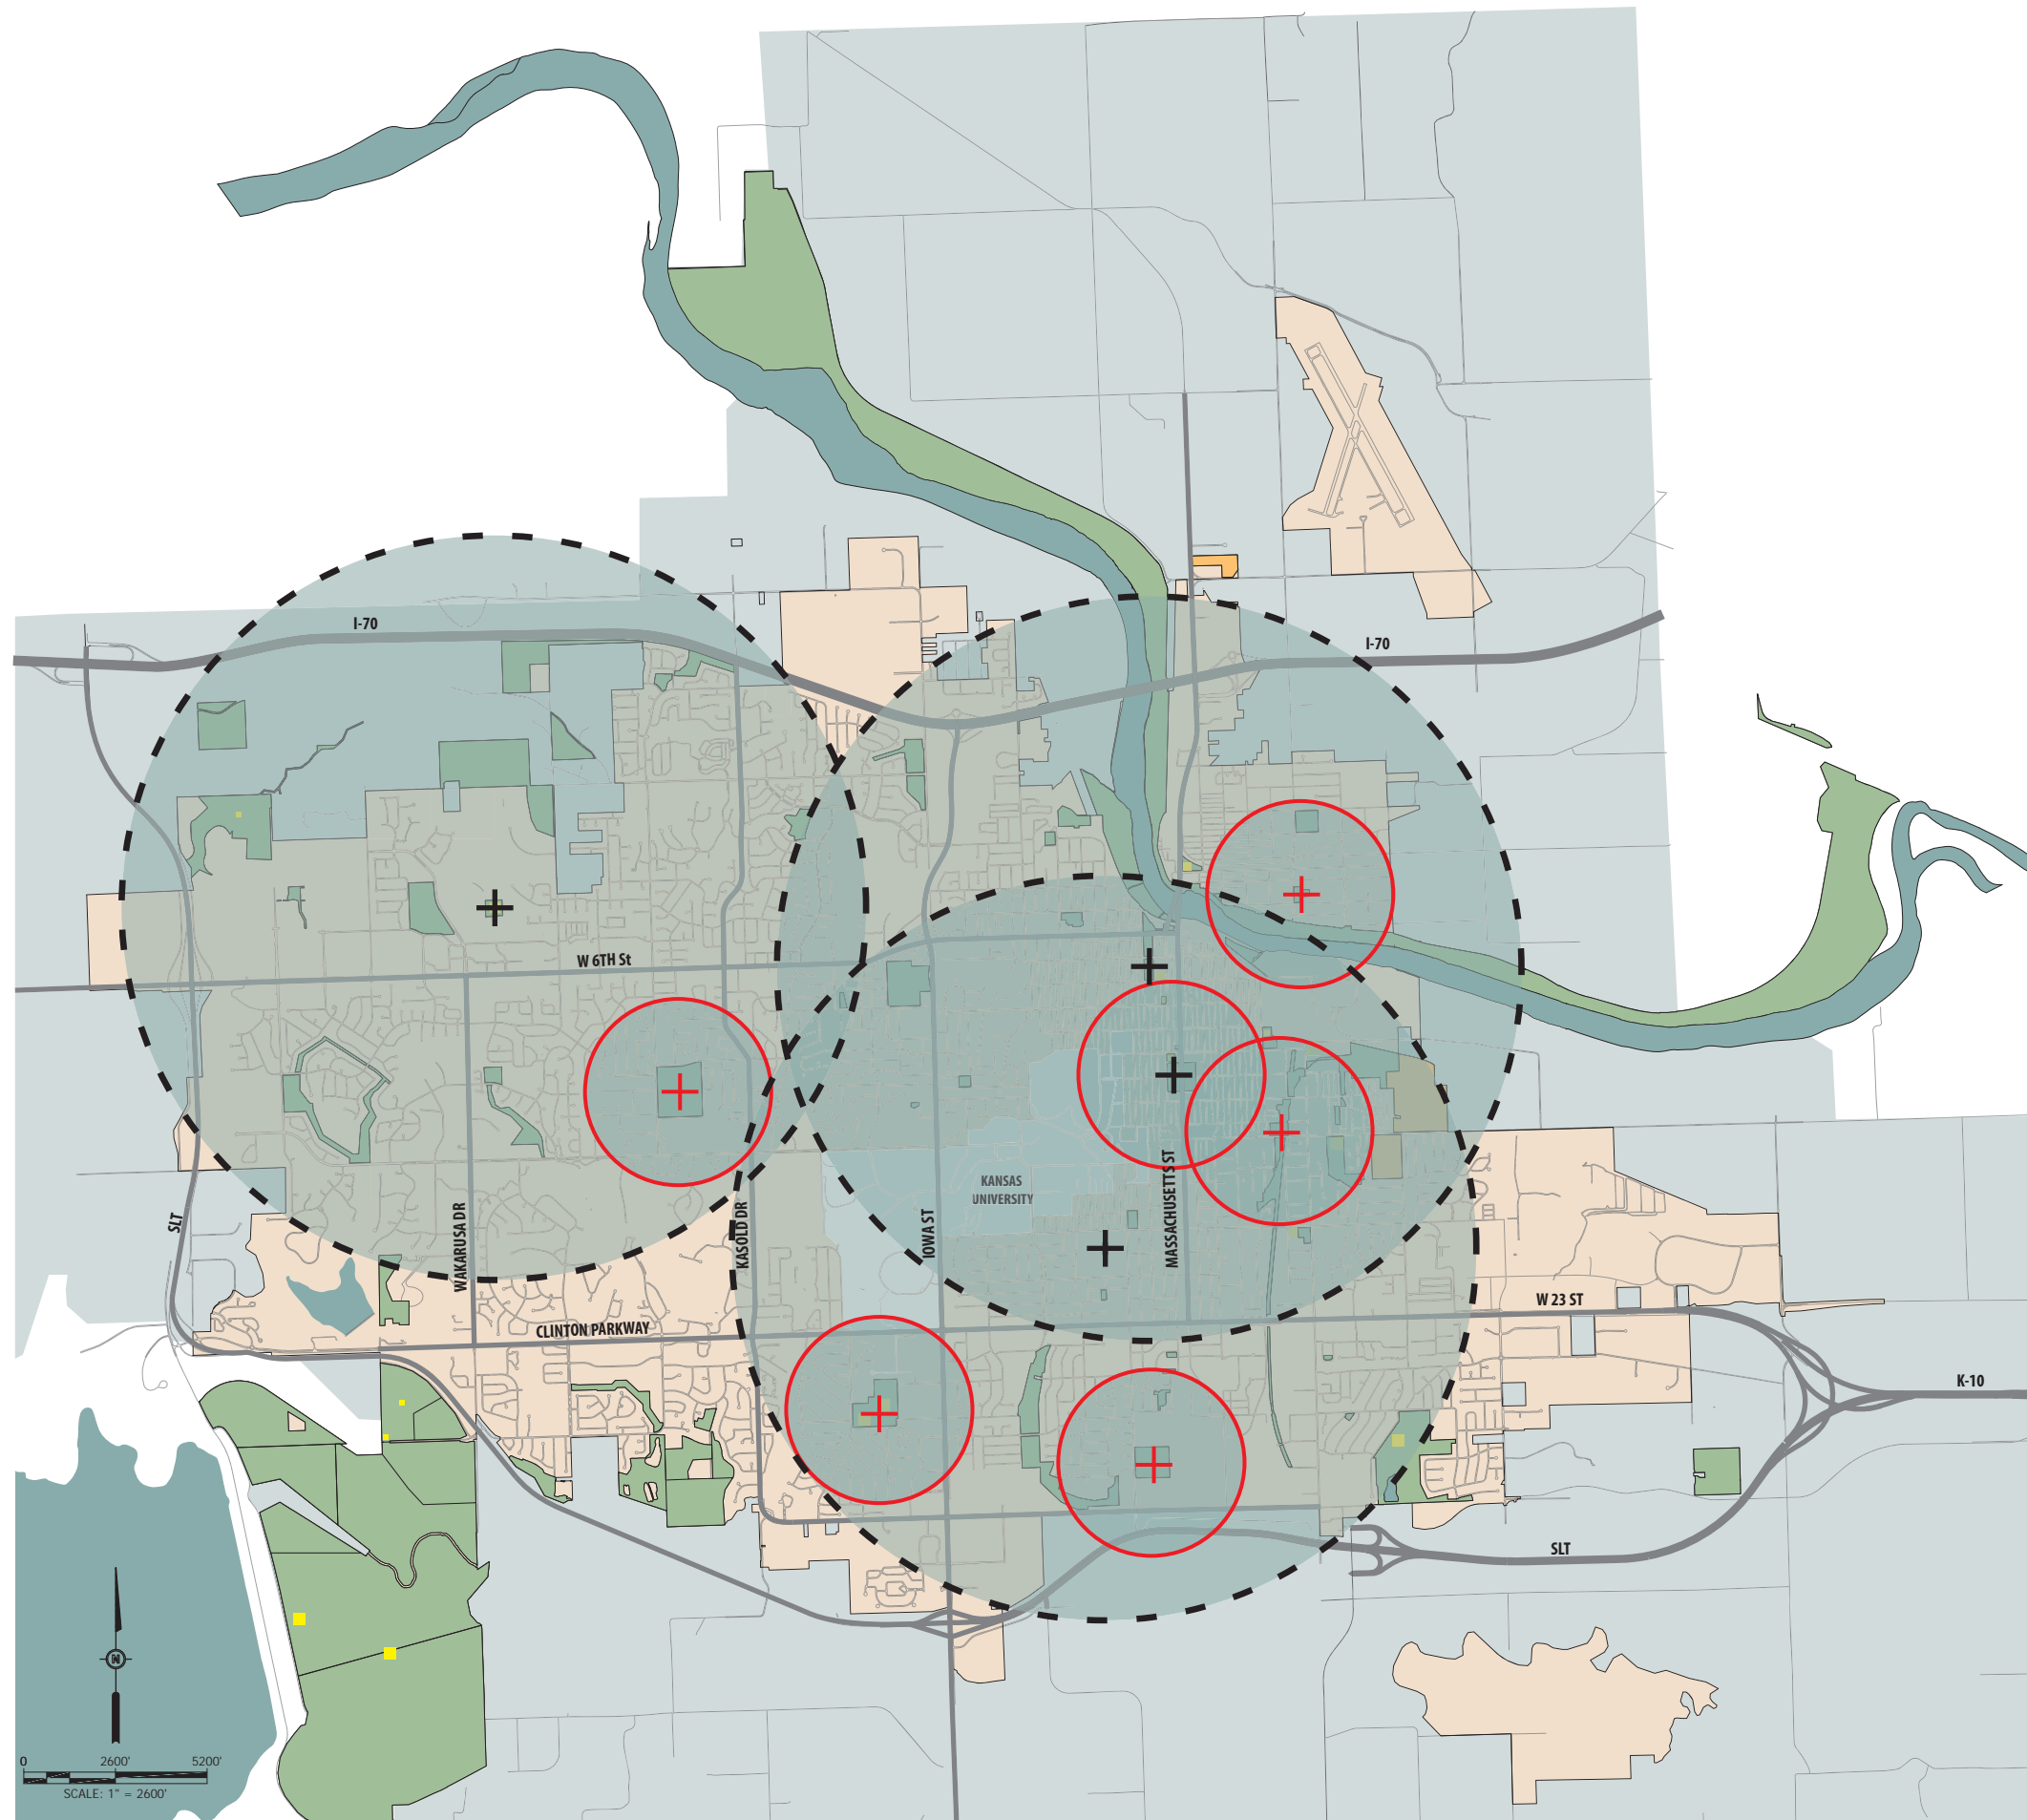 I-70
I-70
W 6TH St
KANSAS
UNIVERSITY
MASSACHUSETTS ST
SLT
WAKARUSA DR
KASOLD DR
IOWA ST
W 23 ST
CLINTON PARKWAY
K-10
SLT
N
0 2600' 5200'
SCALE: 1" = 2600'